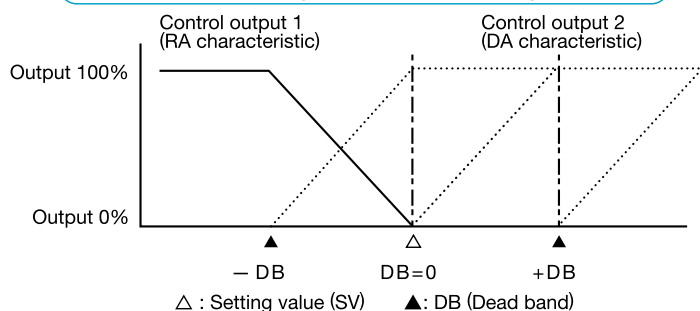 Control output 1
(RA characteristic)
Control output 2
(DA characteristic)
Output 100%
Output 0%
— DB
DB=0
+DB
△ : Setting value (SV)
▲: DB (Dead band)